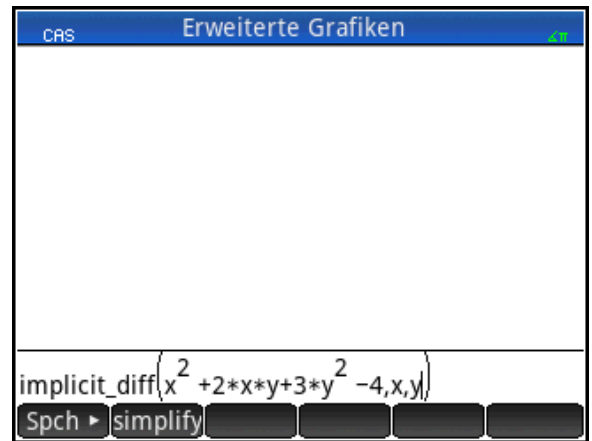 CAS Erweiterte Grafiken ∡π
implicit_diff(x² +2*x*y+3*y² −4,x,y)
Spch ▸ simplify